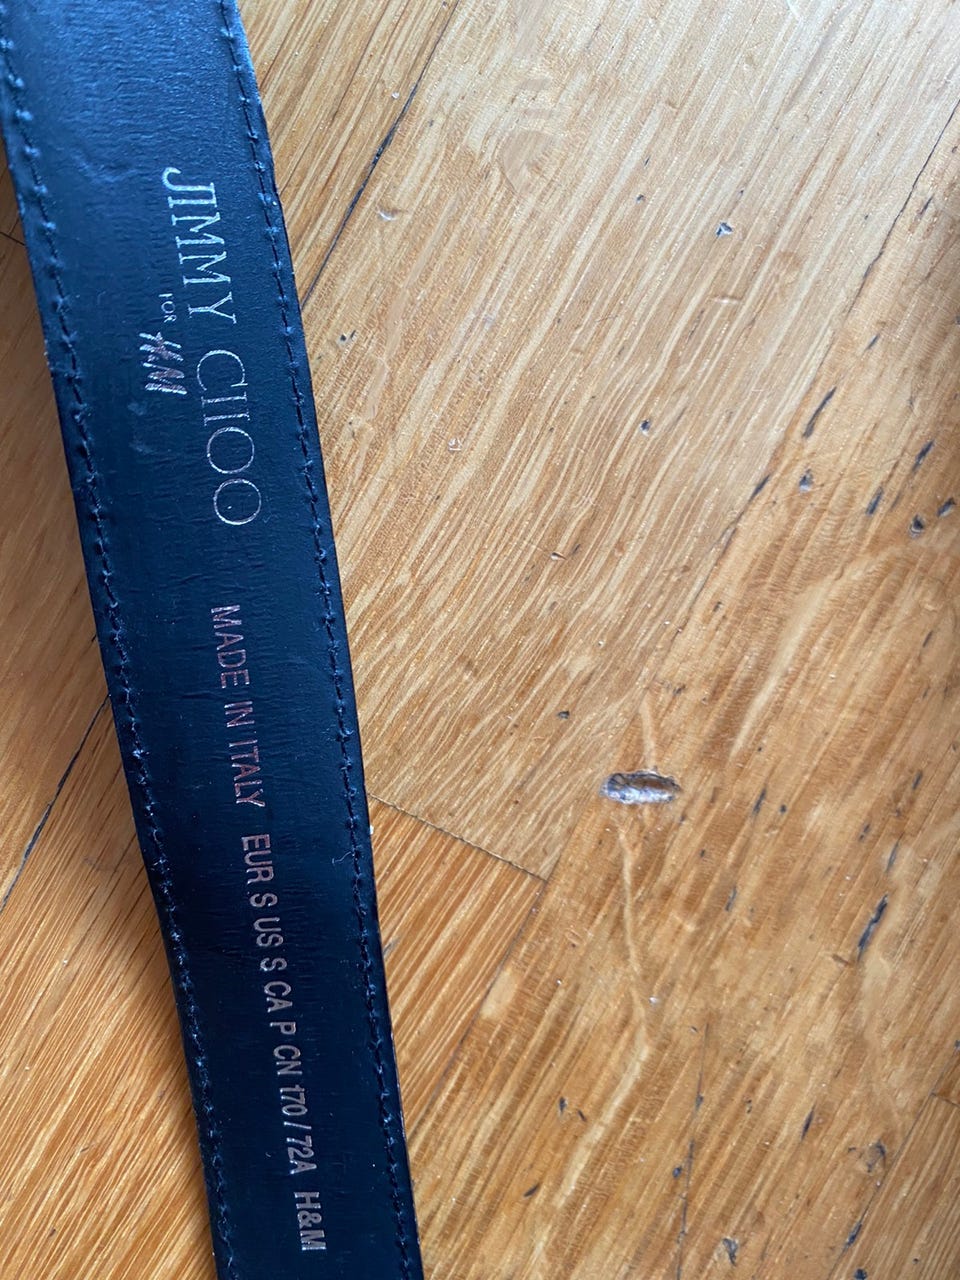 JIMMY CHOO
FOR H&M
MADE IN ITALY EUR S US S CA P CN 170 / 72A H&M